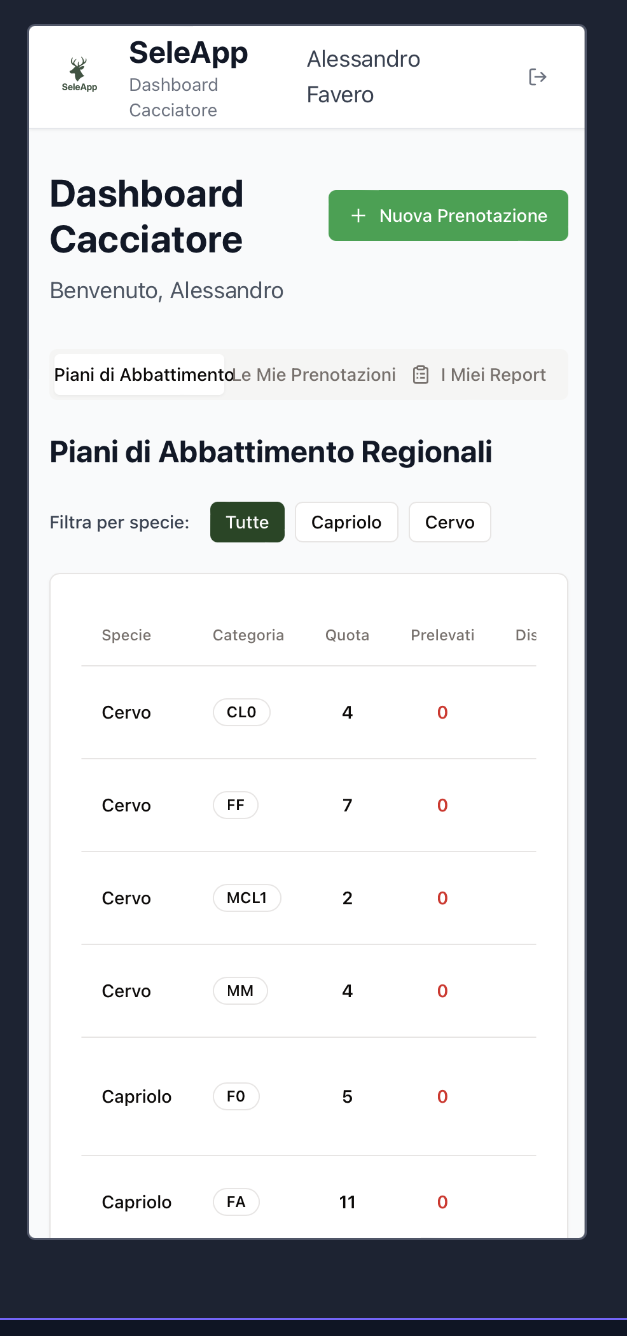 SeleApp
SeleApp
Dashboard
Cacciatore
Alessandro
Favero
Dashboard
Cacciatore
Nuova Prenotazione
Benvenuto, Alessandro
Piani di Abbattimento
Le Mie Prenotazioni
I Miei Report
Piani di Abbattimento Regionali
Filtra per specie: Tutte Capriolo Cervo
Specie Categoria Quota Prelevati Dis
Cervo CL0 4 0
Cervo FF 7 0
Cervo MCL1 2 0
Cervo MM 4 0
Capriolo F0 5 0
Capriolo FA 11 0